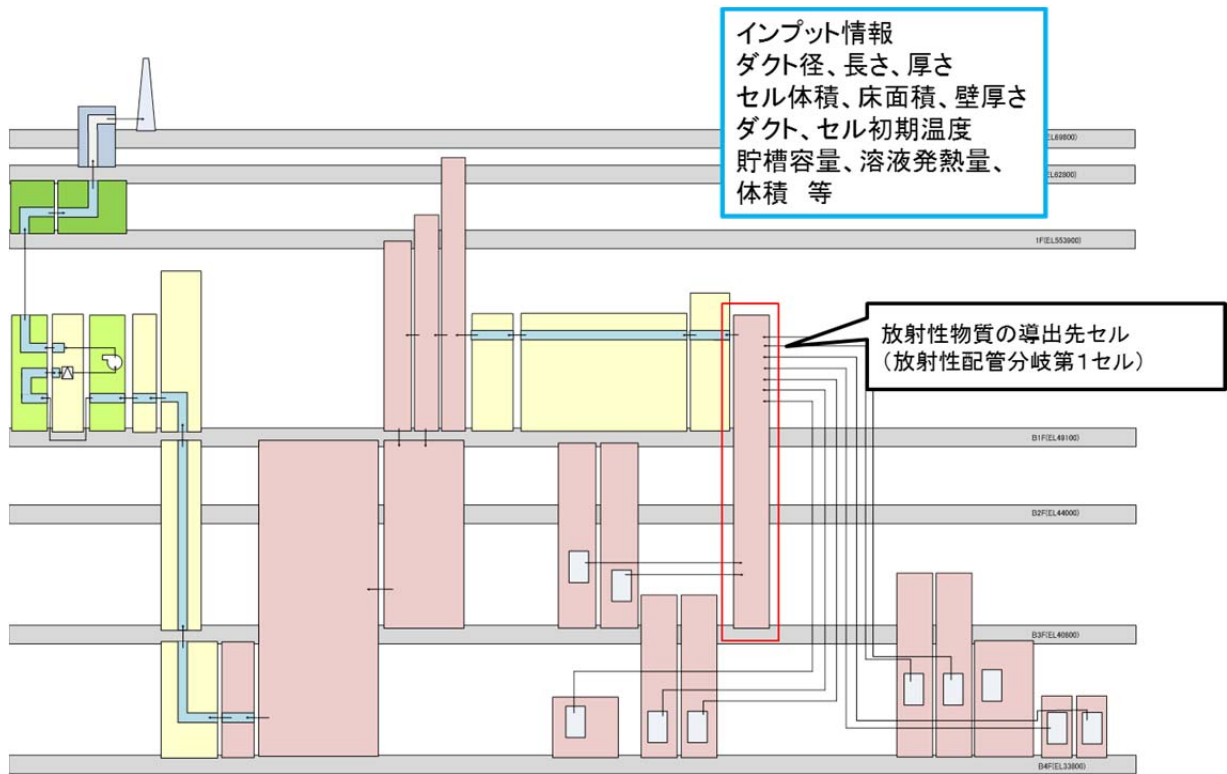 インプット情報
ダクト径、長さ、厚さ
セル体積、床面積、壁厚さ
ダクト、セル初期温度
貯槽容量、溶液発熱量、
体積　等
(EL69800)
(EL62800)
1F(EL553900)
放射性物質の導出先セル
（放射性配管分岐第１セル）
B1F(EL49100)
B2F(EL44000)
B3F(EL40800)
B4F(EL33800)